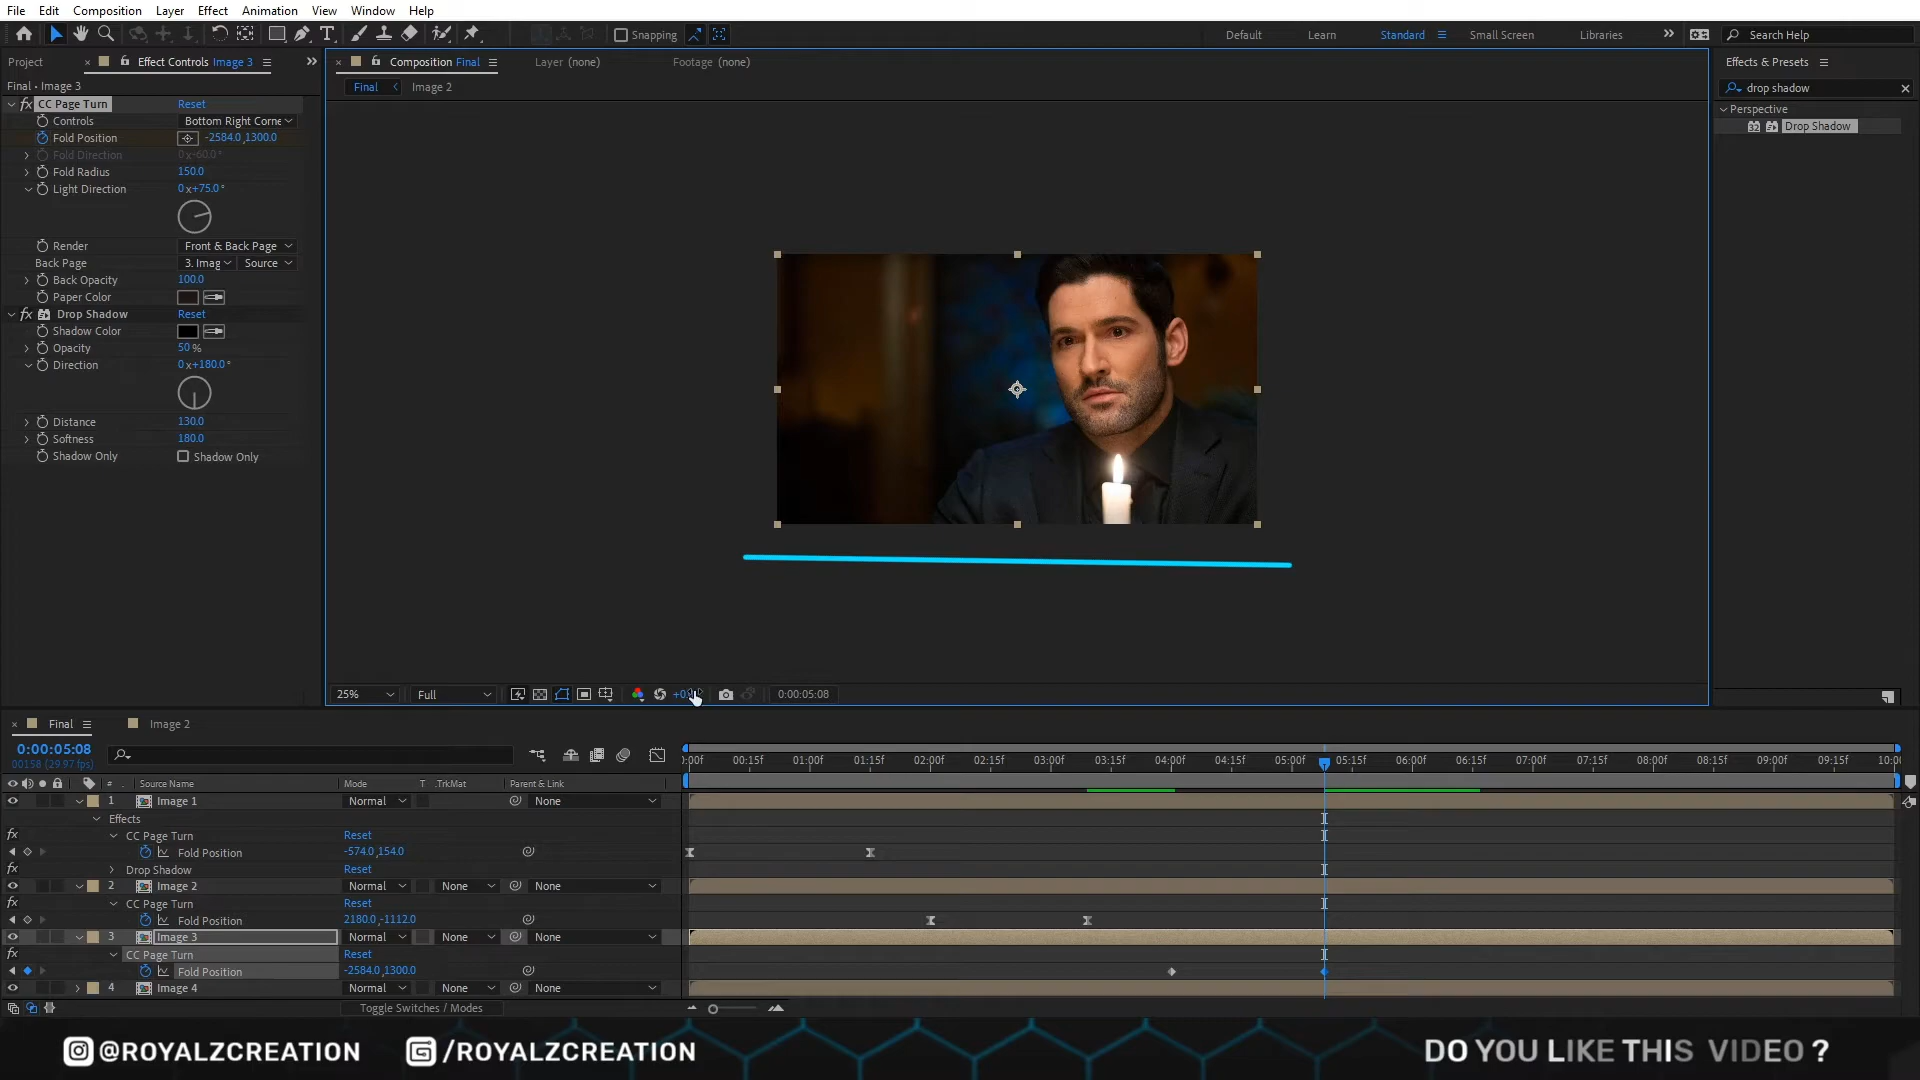 File Edit Composition Layer Effect Animation View Window Help
Snapping Default Learn Standard Small Screen Libraries Search Help
Project Effect Controls Image 3
Composition Final Layer (none) Footage (none)
Effects & Presets
Final • Image 3
Final Image 2
drop shadow
CC Page Turn Reset
Perspective
Controls Bottom Right Corne
32 Drop Shadow
Fold Position -2584.0,1300.0
Fold Direction 0x-60.0°
Fold Radius 150.0
Light Direction 0x+75.0°
Render Front & Back Page
Back Page 3. Imag Source
Back Opacity 100.0
Paper Color
Drop Shadow Reset
Shadow Color
Opacity 50 %
Direction 0x+180.0°
Distance 130.0
Softness 180.0
Shadow Only Shadow Only
25% Full 0:00:05:08
Final Image 2
0:00:05:08
00158 (29.97 fps)
00:15f 01:00f 01:15f 02:00f 02:15f 03:00f 03:15f 04:00f 04:15f 05:00f 05:15f 06:00f 06:15f 07:00f 07:15f 08:00f 08:15f 09:00f 09:15f
# Source Name Mode T .TrkMat Parent & Link
1 Image 1 Normal None
Effects
fx CC Page Turn Reset
Fold Position -574.0,154.0
fx Drop Shadow Reset
2 Image 2 Normal None None
fx CC Page Turn Reset
Fold Position 2180.0,-1112.0
3 Image 3 Normal None None
fx CC Page Turn Reset
Fold Position -2584.0,1300.0
4 Image 4 Normal None None
Toggle Switches / Modes
@ROYALZCREATION /ROYALZCREATION DO YOU LIKE THIS VIDEO ?